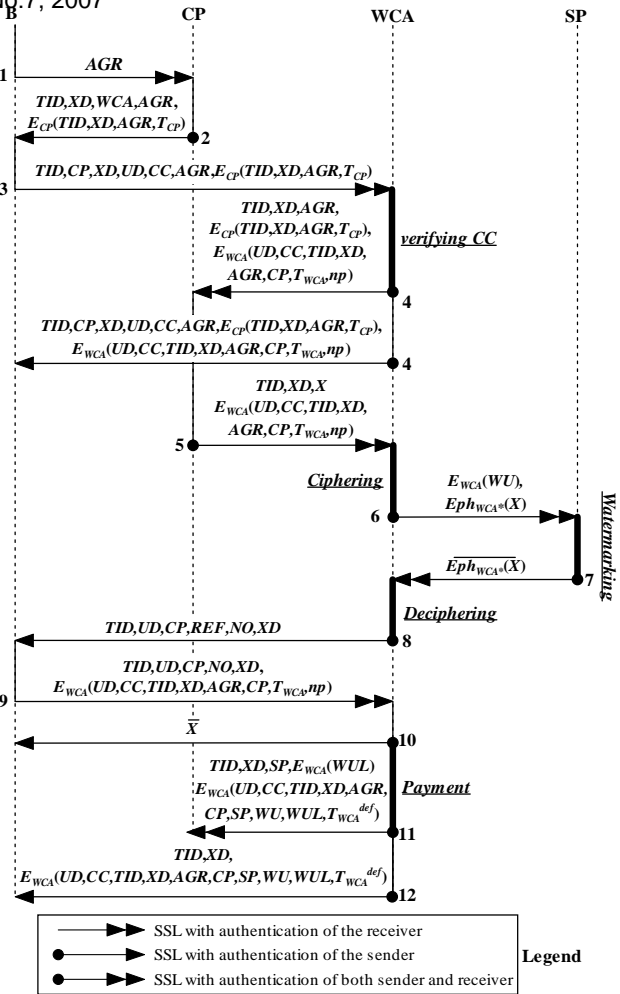 o.7, 2007
B CP WCA SP
1
AGR
TID,XD,WCA,AGR,
E_CP(TID,XD,AGR,T_CP)
2
3
TID,CP,XD,UD,CC,AGR,E_CP(TID,XD,AGR,T_CP)
TID,XD,AGR,
E_CP(TID,XD,AGR,T_CP),
E_WCA(UD,CC,TID,XD,
AGR,CP,T_WCA,np)
verifying CC
4
TID,CP,XD,UD,CC,AGR,E_CP(TID,XD,AGR,T_CP),
E_WCA(UD,CC,TID,XD,AGR,CP,T_WCA,np)
4
TID,XD,X
E_WCA(UD,CC,TID,XD,
AGR,CP,T_WCA,np)
5
Ciphering
E_WCA(WU),
Eph_WCA*(X)
6
Watermarking
E̅p̅h̅_WCA*(X̅)
7
Deciphering
TID,UD,CP,REF,NO,XD
8
TID,UD,CP,NO,XD,
E_WCA(UD,CC,TID,XD,AGR,CP,T_WCA,np)
9
X̅
10
TID,XD,SP,E_WCA(WUL)
E_WCA(UD,CC,TID,XD,AGR,
CP,SP,WU,WUL,T_WCA^def)
Payment
11
TID,XD,
E_WCA(UD,CC,TID,XD,AGR,CP,SP,WU,WUL,T_WCA^def)
12
SSL with authentication of the receiver
SSL with authentication of the sender
SSL with authentication of both sender and receiver
Legend